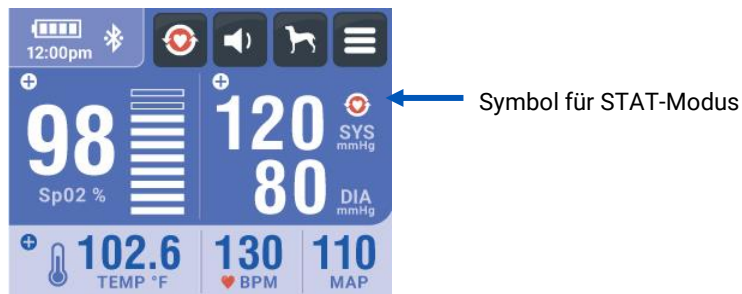 12:00pm
98
Sp02 %
120
SYS
mmHg
80
DIA
mmHg
102.6
TEMP °F
130
BPM
110
MAP
Symbol für STAT-Modus